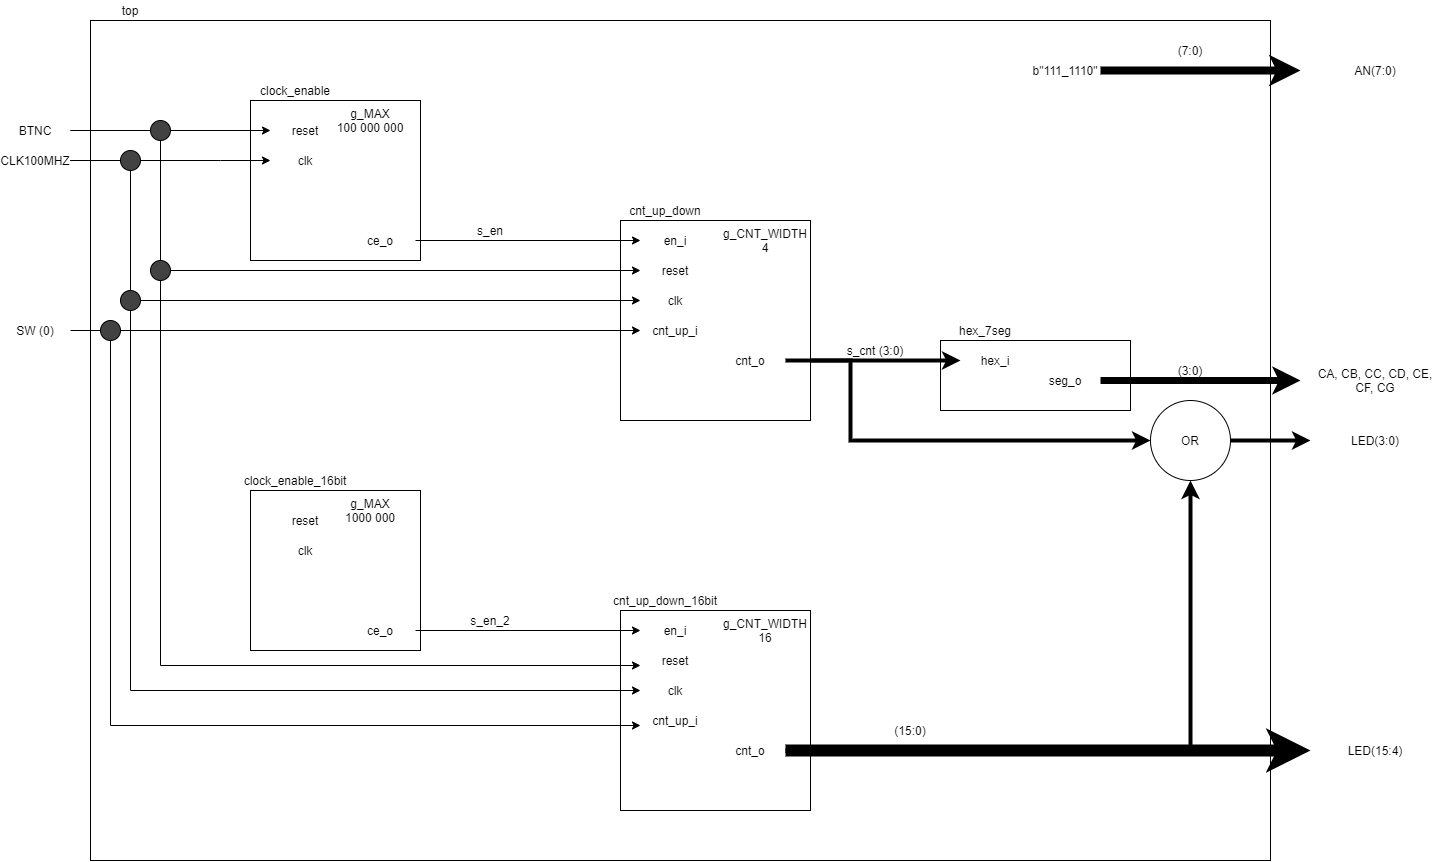 top
(7:0)
b"111_1110"
AN(7:0)
clock_enable
g_MAX
100 000 000
BTNC
reset
CLK100MHZ
clk
ce_o
s_en
cnt_up_down
g_CNT_WIDTH
4
en_i
reset
clk
SW (0)
cnt_up_i
cnt_o
s_cnt (3:0)
hex_7seg
hex_i
seg_o
(3:0)
CA, CB, CC, CD, CE,
CF, CG
OR
LED(3:0)
clock_enable_16bit
g_MAX
1000 000
reset
clk
ce_o
s_en_2
cnt_up_down_16bit
g_CNT_WIDTH
16
en_i
reset
clk
cnt_up_i
cnt_o
(15:0)
LED(15:4)